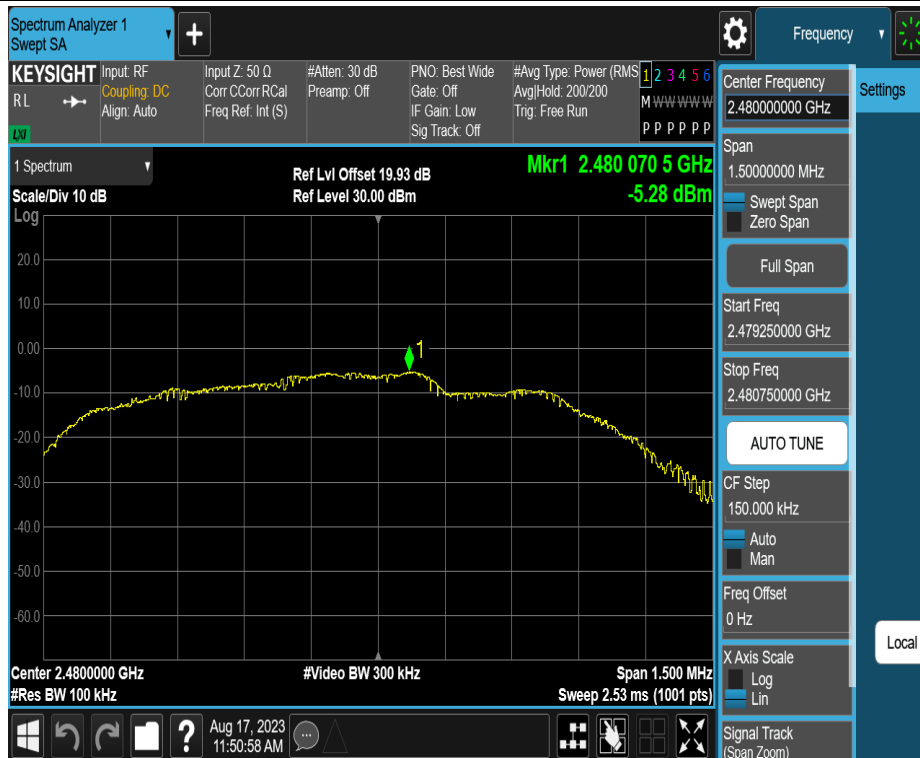 Spectrum Analyzer 1
Swept SA
+
Frequency
KEYSIGHT
RL
LXI
Input: RF
Coupling: DC
Align: Auto
Input Z: 50 Ω
Corr CCorr RCal
Freq Ref: Int (S)
#Atten: 30 dB
Preamp: Off
PNO: Best Wide
Gate: Off
IF Gain: Low
Sig Track: Off
#Avg Type: Power (RMS
Avg|Hold: 200/200
Trig: Free Run
1 2 3 4 5 6
M W W W W W
P P P P P P
1 Spectrum
Scale/Div 10 dB
Log
Ref Lvl Offset 19.93 dB
Ref Level 30.00 dBm
Mkr1 2.480 070 5 GHz
-5.28 dBm
20.0
10.0
0.00
-10.0
-20.0
-30.0
-40.0
-50.0
-60.0
1
Center 2.4800000 GHz
#Res BW 100 kHz
#Video BW 300 kHz
Span 1.500 MHz
Sweep 2.53 ms (1001 pts)
Center Frequency
2.480000000 GHz
Settings
Span
1.50000000 MHz
Swept Span
Zero Span
Full Span
Start Freq
2.479250000 GHz
Stop Freq
2.480750000 GHz
AUTO TUNE
CF Step
150.000 kHz
Auto
Man
Freq Offset
0 Hz
Local
X Axis Scale
Log
Lin
Signal Track
(Span Zoom)
?
Aug 17, 2023
11:50:58 AM